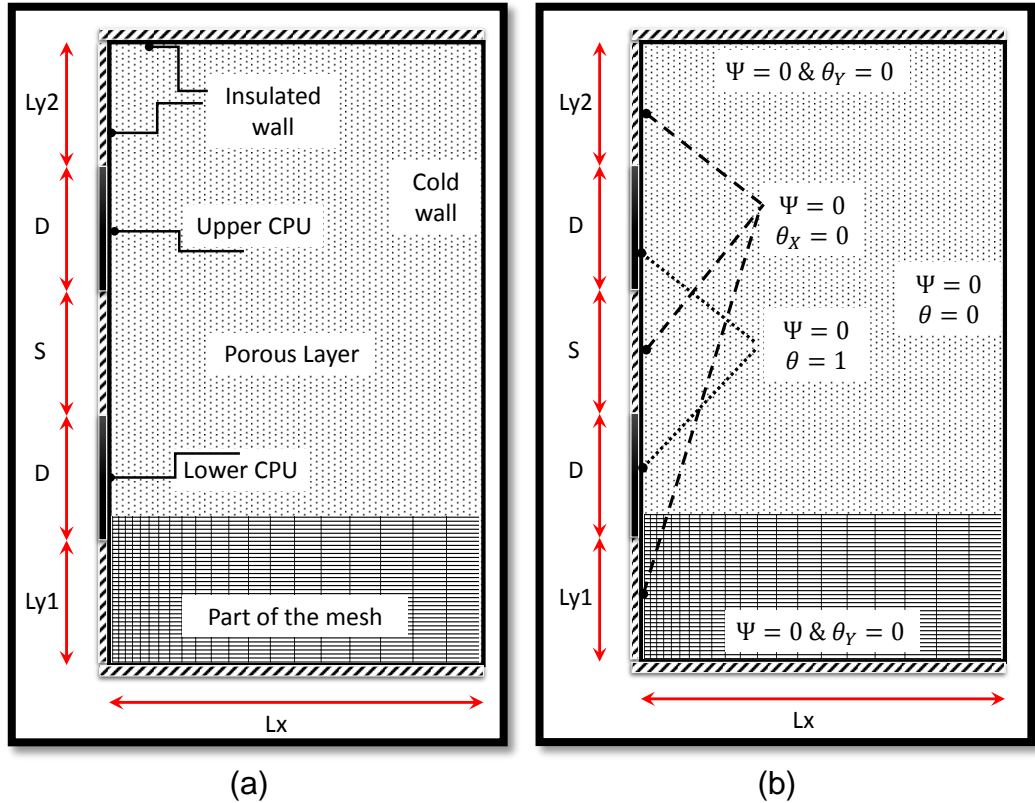 Ly2
D
S
D
Ly1
Insulated
wall
Cold
wall
Upper CPU
Porous Layer
Lower CPU
Part of the mesh
Lx
(a)
Ly2
D
S
D
Ly1
Ψ = 0 & θ_Y = 0
Ψ = 0
θ_X = 0
Ψ = 0
θ = 0
Ψ = 0
θ = 1
Ψ = 0 & θ_Y = 0
Lx
(b)